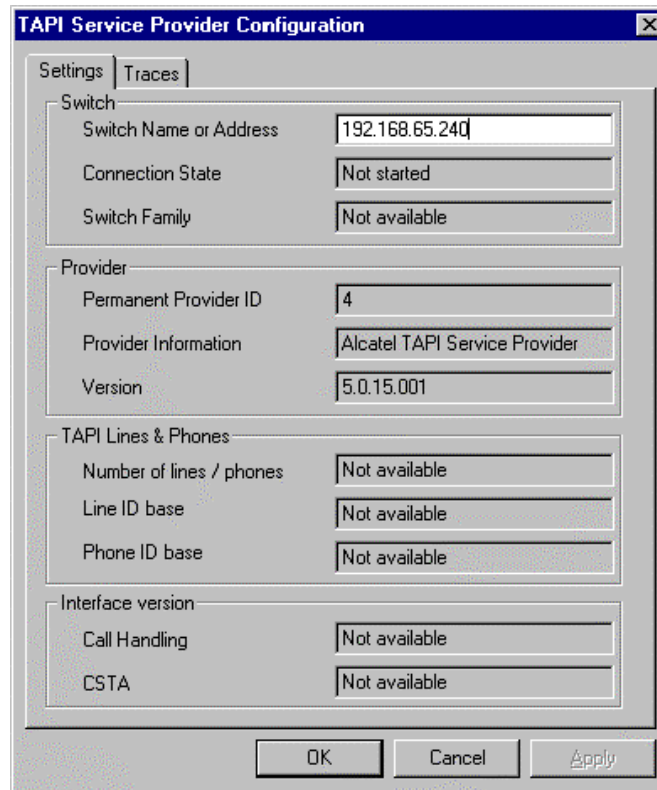 TAPI Service Provider Configuration
Settings Traces
Switch
Switch Name or Address 192.168.65.240
Connection State Not started
Switch Family Not available
Provider
Permanent Provider ID 4
Provider Information Alcatel TAPI Service Provider
Version 5.0.15.001
TAPI Lines & Phones
Number of lines / phones Not available
Line ID base Not available
Phone ID base Not available
Interface version
Call Handling Not available
CSTA Not available
OK Cancel Apply